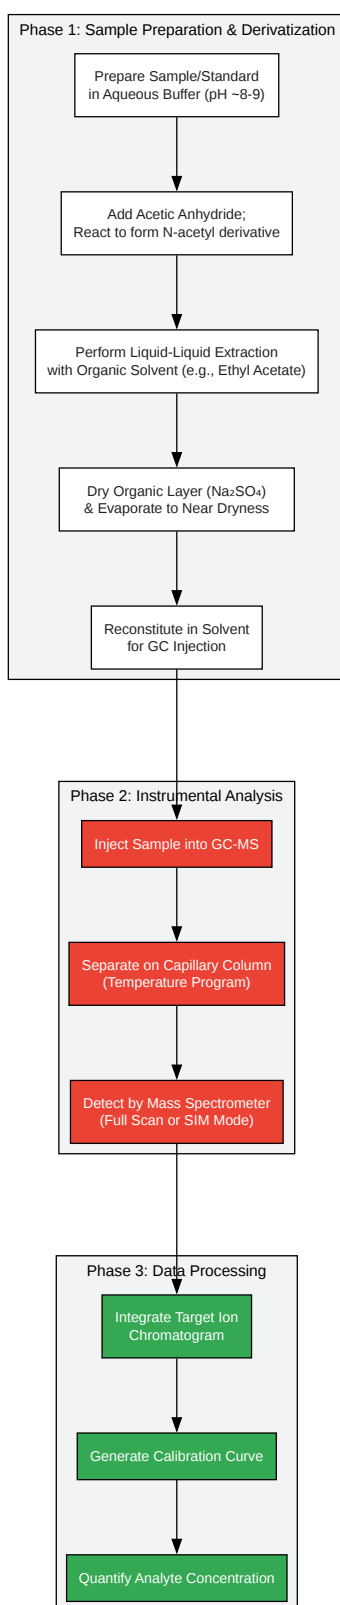 Phase 1: Sample Preparation & Derivatization
Prepare Sample/Standard
in Aqueous Buffer (pH ~8-9)
Add Acetic Anhydride;
React to form N-acetyl derivative
Perform Liquid-Liquid Extraction
with Organic Solvent (e.g., Ethyl Acetate)
Dry Organic Layer (Na₂SO₄)
& Evaporate to Near Dryness
Reconstitute in Solvent
for GC Injection
Phase 2: Instrumental Analysis
Inject Sample into GC-MS
Separate on Capillary Column
(Temperature Program)
Detect by Mass Spectrometer
(Full Scan or SIM Mode)
Phase 3: Data Processing
Integrate Target Ion
Chromatogram
Generate Calibration Curve
Quantify Analyte Concentration